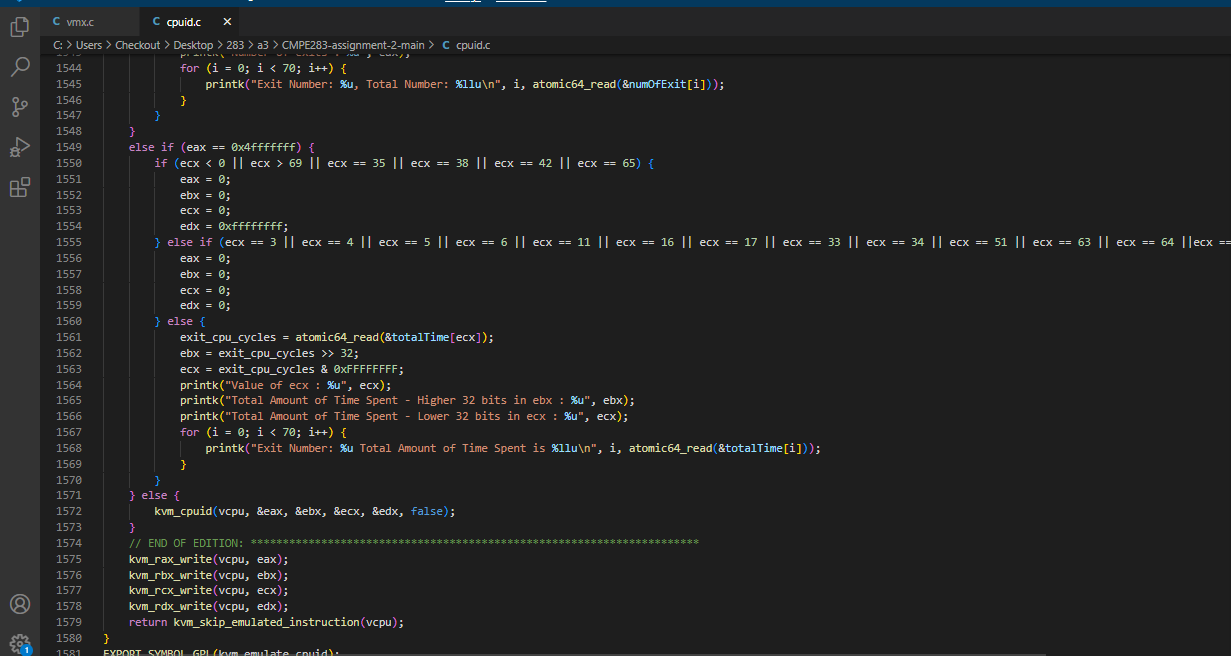 vmx.c
cpuid.c
C: > Users > Checkout > Desktop > 283 > a3 > CMPE283-assignment-2-main > C cpuid.c
1544 for (i = 0; i < 70; i++) {
1545 printk("Exit Number: %u, Total Number: %llu\n", i, atomic64_read(&numOfExit[i]));
1546 }
1547 }
1548 }
1549 else if (eax == 0x4fffffff) {
1550 if (ecx < 0 || ecx > 69 || ecx == 35 || ecx == 38 || ecx == 42 || ecx == 65) {
1551 eax = 0;
1552 ebx = 0;
1553 ecx = 0;
1554 edx = 0xffffffff;
1555 } else if (ecx == 3 || ecx == 4 || ecx == 5 || ecx == 6 || ecx == 11 || ecx == 16 || ecx == 17 || ecx == 33 || ecx == 34 || ecx == 51 || ecx == 63 || ecx == 64 ||ecx ==
1556 eax = 0;
1557 ebx = 0;
1558 ecx = 0;
1559 edx = 0;
1560 } else {
1561 exit_cpu_cycles = atomic64_read(&totalTime[ecx]);
1562 ebx = exit_cpu_cycles >> 32;
1563 ecx = exit_cpu_cycles & 0xFFFFFFFF;
1564 printk("Value of ecx : %u", ecx);
1565 printk("Total Amount of Time Spent - Higher 32 bits in ebx : %u", ebx);
1566 printk("Total Amount of Time Spent - Lower 32 bits in ecx : %u", ecx);
1567 for (i = 0; i < 70; i++) {
1568 printk("Exit Number: %u Total Amount of Time Spent is %llu\n", i, atomic64_read(&totalTime[i]));
1569 }
1570 }
1571 } else {
1572 kvm_cpuid(vcpu, &eax, &ebx, &ecx, &edx, false);
1573 }
1574 // END OF EDITION: **********************************************************************
1575 kvm_rax_write(vcpu, eax);
1576 kvm_rbx_write(vcpu, ebx);
1577 kvm_rcx_write(vcpu, ecx);
1578 kvm_rdx_write(vcpu, edx);
1579 return kvm_skip_emulated_instruction(vcpu);
1580 }
1581 EXPORT_SYMBOL_GPL(kvm_emulate_cpuid);